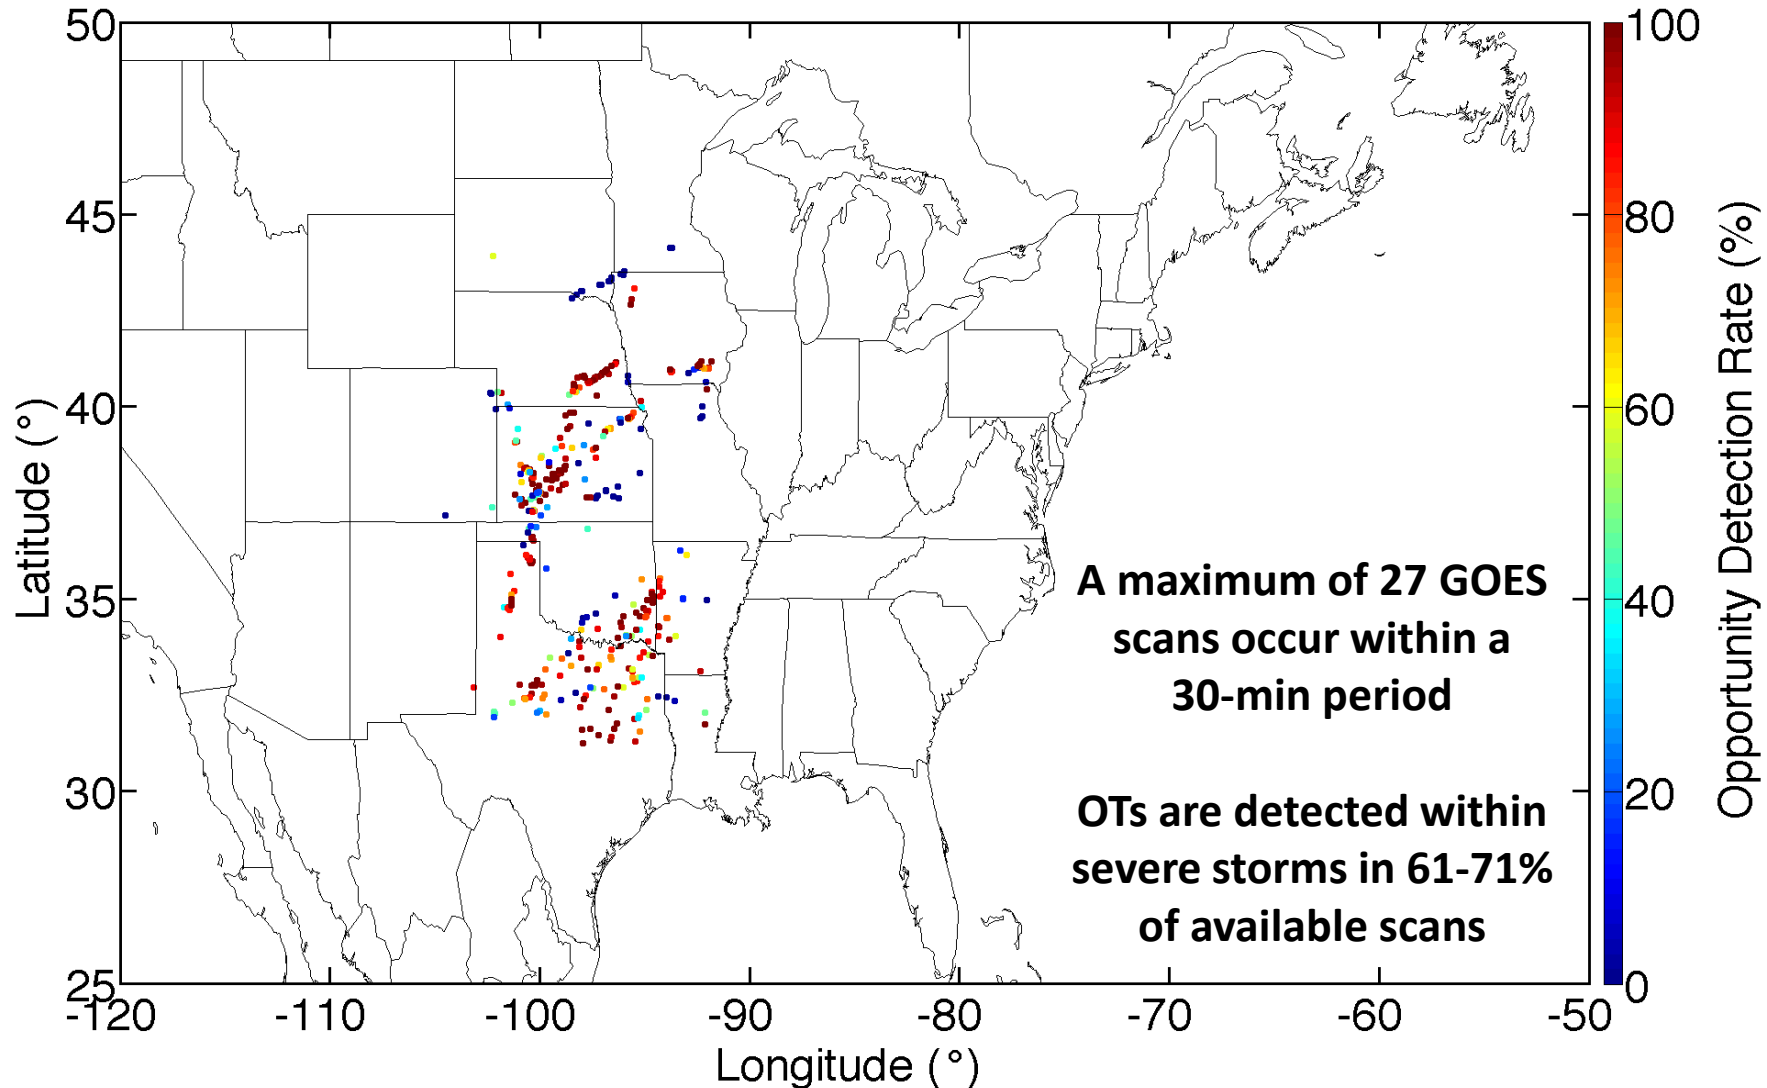 50
45
40
35
30
25
-120
-110
-100
-90
-80
-70
-60
-50
Latitude (°)
Longitude (°)
A maximum of 27 GOES
scans occur within a
30-min period
OTs are detected within
severe storms in 61-71%
of available scans
100
80
60
40
20
0
Opportunity Detection Rate (%)